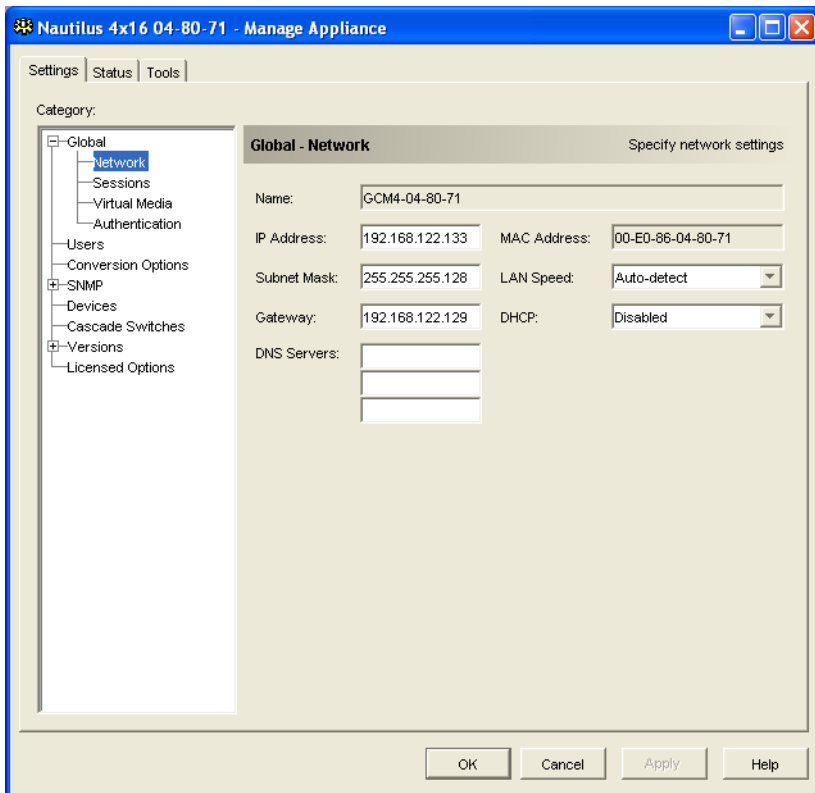 Nautilus 4x16 04-80-71 - Manage Appliance
Settings Status Tools
Category:
Global
Network
Sessions
Virtual Media
Authentication
Users
Conversion Options
SNMP
Devices
Cascade Switches
Versions
Licensed Options
Global - Network Specify network settings
Name: GCM4-04-80-71
IP Address: 192.168.122.133 MAC Address: 00-E0-86-04-80-71
Subnet Mask: 255.255.255.128 LAN Speed: Auto-detect
Gateway: 192.168.122.129 DHCP: Disabled
DNS Servers:
OK Cancel Apply Help